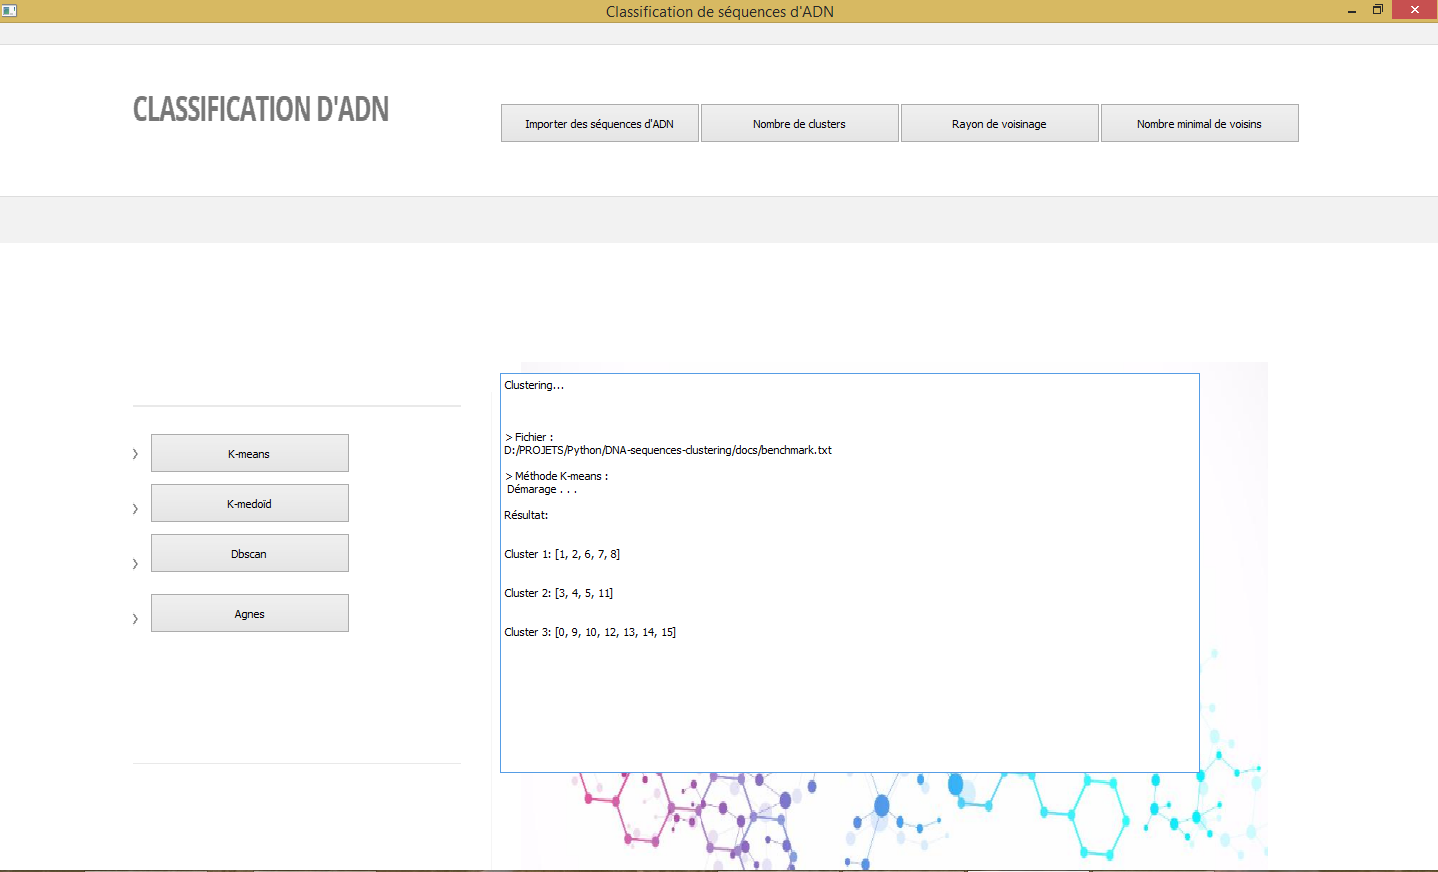 Classification de séquences d'ADN
CLASSIFICATION D'ADN
Importer des séquences d'ADN
Nombre de clusters
Rayon de voisinage
Nombre minimal de voisins
K-means
K-medoïd
Dbscan
Agnes
Clustering...
> Fichier :
D:/PROJETS/Python/DNA-sequences-clustering/docs/benchmark.txt
> Méthode K-means :
Démarage . . .
Résultat:
Cluster 1: [1, 2, 6, 7, 8]
Cluster 2: [3, 4, 5, 11]
Cluster 3: [0, 9, 10, 12, 13, 14, 15]